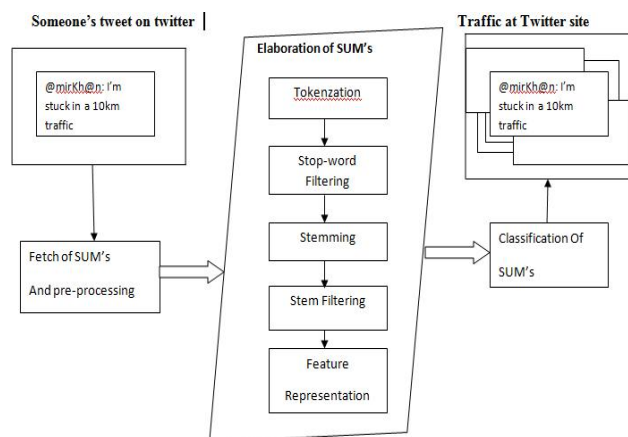 Someone's tweet on twitter
@mirKh@n: I'm
stuck in a 10km
traffic
Fetch of SUM's
And pre-processing
Elaboration of SUM's
Tokenzation
Stop-word
Filtering
Stemming
Stem Filtering
Feature
Representation
Traffic at Twitter site
@mirKh@n: I'm
stuck in a 10km
traffic
Classification Of
SUM's